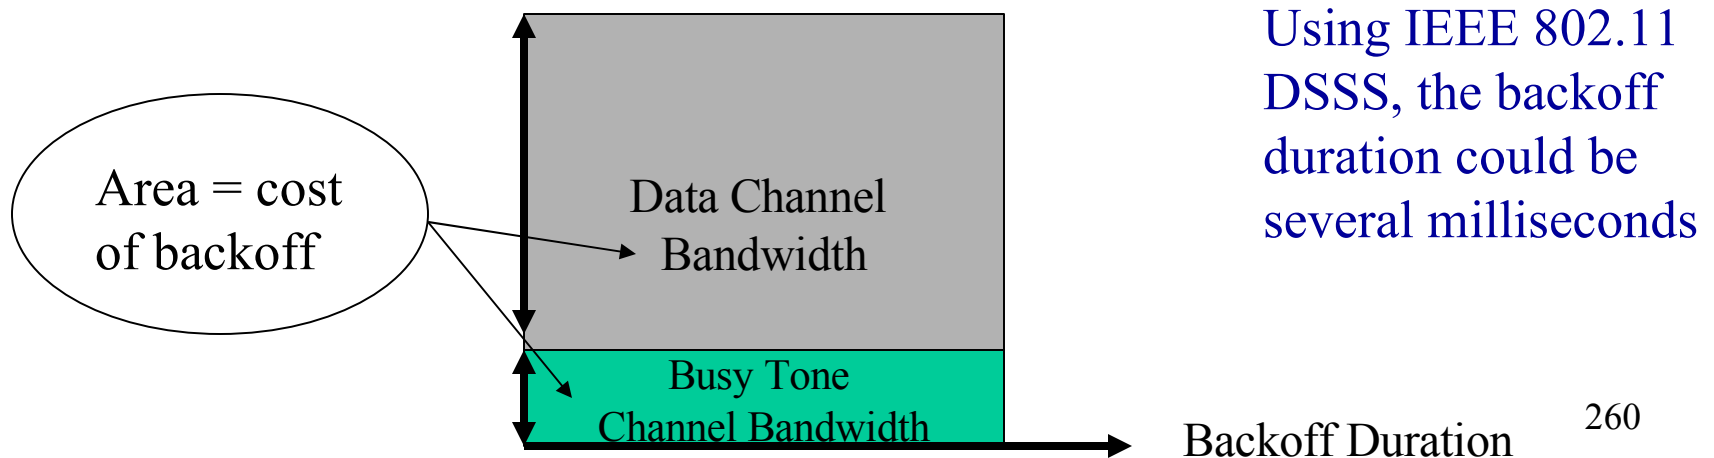 Using IEEE 802.11
DSSS, the backoff
duration could be
several milliseconds
Area = cost
of backoff
Data Channel
Bandwidth
Busy Tone
Channel Bandwidth
Backoff Duration
260